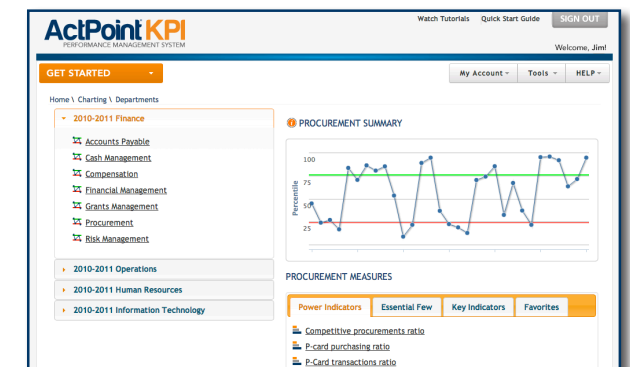 Watch Tutorials Quick Start Guide SIGN OUT
ActPoint KPI
PERFORMANCE MANAGEMENT SYSTEM
Welcome, Jim!
GET STARTED
My Account Tools HELP
Home \ Charting \ Departments
2010-2011 Finance
Accounts Payable
Cash Management
Compensation
Financial Management
Grants Management
Procurement
Risk Management
2010-2011 Operations
2010-2011 Human Resources
2010-2011 Information Technology
PROCUREMENT SUMMARY
Percentile
100
75
50
25
PROCUREMENT MEASURES
Power Indicators Essential Few Key Indicators Favorites
Competitive procurements ratio
P-card purchasing ratio
P-Card transactions ratio